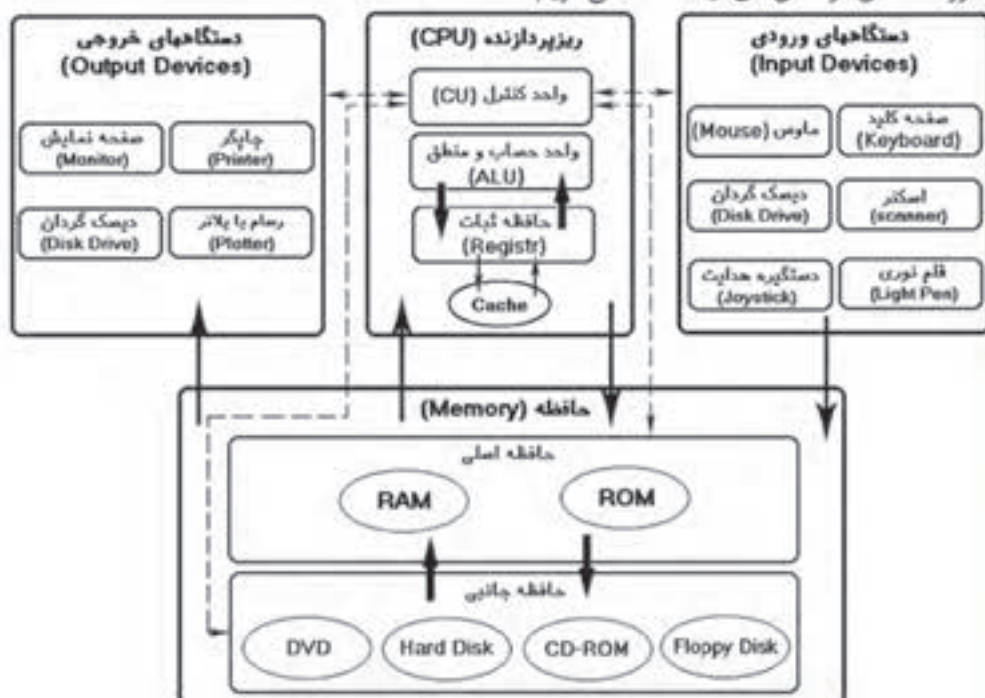 دستگاههای ورودی
(Input Devices)
صفحه کلید
(Keyboard)
ماوس (Mouse)
اسکنر
(scnnner)
دیسک گردان
(Disk Drive)
قلم نوری
(Light Pen)
دستگیره هدایت
(Joystick)
ریزپردازنده (CPU)
واحد کنترل (CU)
واحد حساب و منطق
(ALU)
حافظه ثبات
(Registr)
Cache
دستگاههای خروجی
(Output Devices)
چاپگر
(Printer)
صفحه نمایش
(Monitor)
رسام یا پلاتر
(Plotter)
دیسک گردان
(Disk Drive)
حافظه (Memory)
حافظه اصلی
RAM
ROM
حافظه جانبی
DVD
Hard Disk
CD-ROM
Floppy Disk